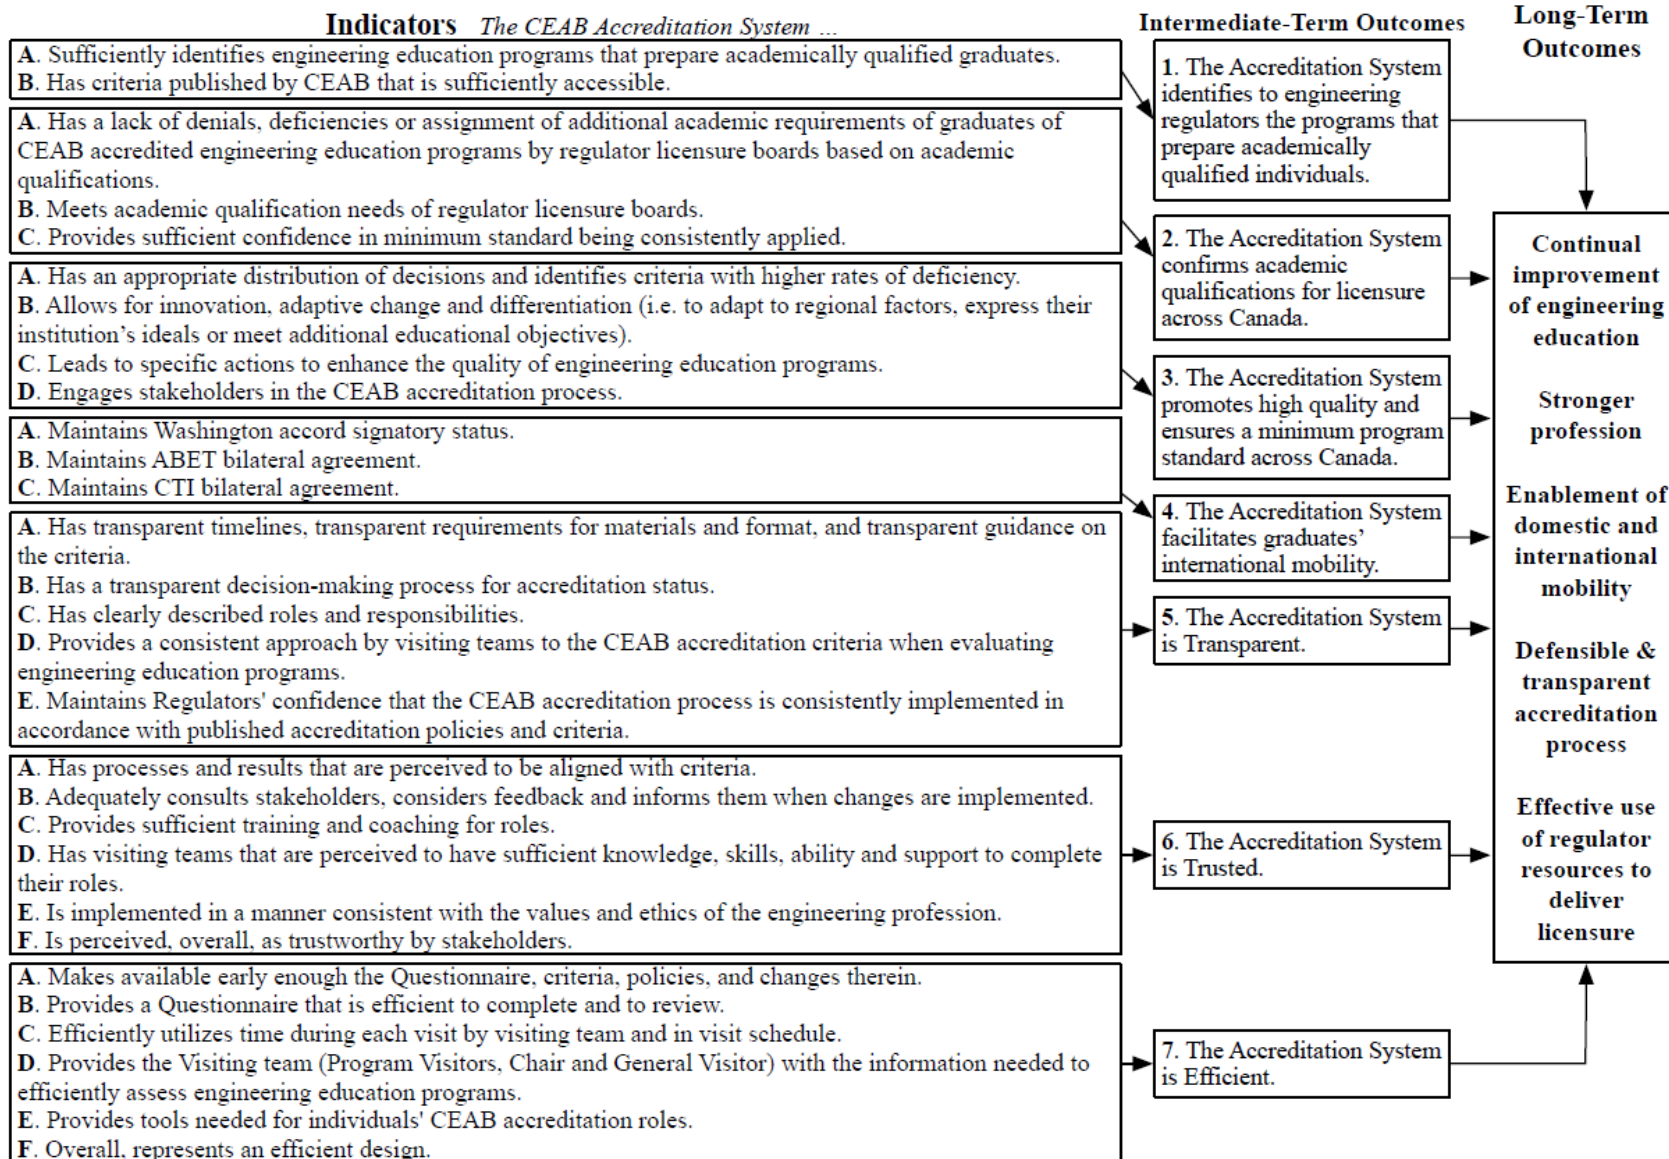 Indicators The CEAB Accreditation System ...
A. Sufficiently identifies engineering education programs that prepare academically qualified graduates.
B. Has criteria published by CEAB that is sufficiently accessible.
A. Has a lack of denials, deficiencies or assignment of additional academic requirements of graduates of
CEAB accredited engineering education programs by regulator licensure boards based on academic
qualifications.
B. Meets academic qualification needs of regulator licensure boards.
C. Provides sufficient confidence in minimum standard being consistently applied.
A. Has an appropriate distribution of decisions and identifies criteria with higher rates of deficiency.
B. Allows for innovation, adaptive change and differentiation (i.e. to adapt to regional factors, express their
institution's ideals or meet additional educational objectives).
C. Leads to specific actions to enhance the quality of engineering education programs.
D. Engages stakeholders in the CEAB accreditation process.
A. Maintains Washington accord signatory status.
B. Maintains ABET bilateral agreement.
C. Maintains CTI bilateral agreement.
A. Has transparent timelines, transparent requirements for materials and format, and transparent guidance on
the criteria.
B. Has a transparent decision-making process for accreditation status.
C. Has clearly described roles and responsibilities.
D. Provides a consistent approach by visiting teams to the CEAB accreditation criteria when evaluating
engineering education programs.
E. Maintains Regulators' confidence that the CEAB accreditation process is consistently implemented in
accordance with published accreditation policies and criteria.
A. Has processes and results that are perceived to be aligned with criteria.
B. Adequately consults stakeholders, considers feedback and informs them when changes are implemented.
C. Provides sufficient training and coaching for roles.
D. Has visiting teams that are perceived to have sufficient knowledge, skills, ability and support to complete
their roles.
E. Is implemented in a manner consistent with the values and ethics of the engineering profession.
F. Is perceived, overall, as trustworthy by stakeholders.
A. Makes available early enough the Questionnaire, criteria, policies, and changes therein.
B. Provides a Questionnaire that is efficient to complete and to review.
C. Efficiently utilizes time during each visit by visiting team and in visit schedule.
D. Provides the Visiting team (Program Visitors, Chair and General Visitor) with the information needed to
efficiently assess engineering education programs.
E. Provides tools needed for individuals' CEAB accreditation roles.
F. Overall, represents an efficient design.
Intermediate-Term Outcomes
1. The Accreditation System
identifies to engineering
regulators the programs that
prepare academically
qualified individuals.
2. The Accreditation System
confirms academic
qualifications for licensure
across Canada.
3. The Accreditation System
promotes high quality and
ensures a minimum program
standard across Canada.
4. The Accreditation System
facilitates graduates'
international mobility.
5. The Accreditation System
is Transparent.
6. The Accreditation System
is Trusted.
7. The Accreditation System
is Efficient.
Long-Term
Outcomes
Continual
improvement
of engineering
education
Stronger
profession
Enablement of
domestic and
international
mobility
Defensible &
transparent
accreditation
process
Effective use
of regulator
resources to
deliver
licensure